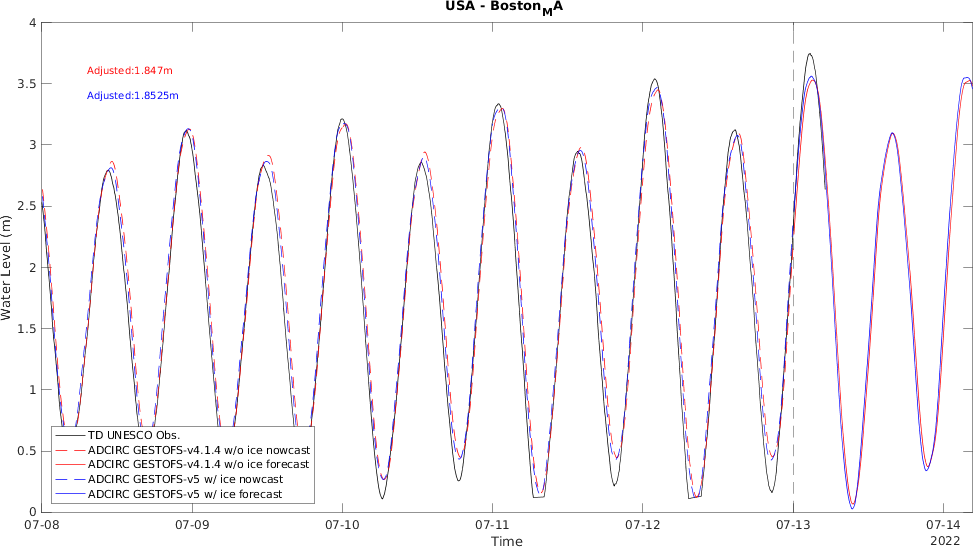 USA - Boston_MA
4
Adjusted:1.847m
3.5
Adjusted:1.8525m
3
2.5
Water Level (m)
2
1.5
1
TD UNESCO Obs.
ADCIRC GESTOFS-v4.1.4 w/o ice nowcast
0.5
ADCIRC GESTOFS-v4.1.4 w/o ice forecast
ADCIRC GESTOFS-v5 w/ ice nowcast
ADCIRC GESTOFS-v5 w/ ice forecast
0
07-08 07-09 07-10 07-11 07-12 07-13 07-14
Time 2022